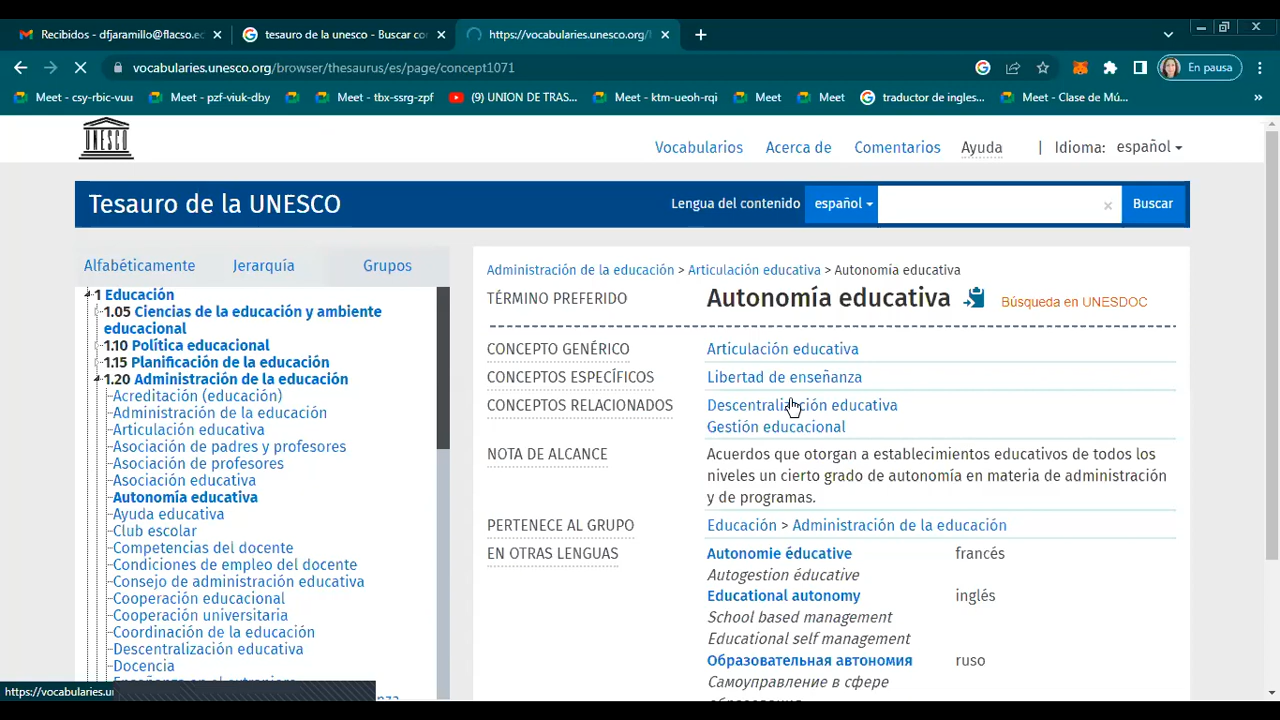 Recibidos - dfjaramillo@flacso.ec
tesauro de la unesco - Buscar co
https://vocabularies.unesco.org/
vocabularies.unesco.org/browser/thesaurus/es/page/concept1071
En pausa
Meet - csy-rbic-vuu
Meet - pzf-viuk-dby
Meet - tbx-ssrg-zpf
(9) UNION DE TRAS...
Meet - ktm-ueoh-rqi
Meet
Meet
traductor de ingles...
Meet - Clase de Mú...
»
UNESCO
Vocabularios
Acerca de
Comentarios
Ayuda
| Idioma: español
Tesauro de la UNESCO
Lengua del contenido
español
Buscar
Alfabéticamente
Jerarquía
Grupos
1 Educación
1.05 Ciencias de la educación y ambiente
educacional
1.10 Política educacional
1.15 Planificación de la educación
1.20 Administración de la educación
Acreditación (educación)
Administración de la educación
Articulación educativa
Asociación de padres y profesores
Asociación de profesores
Asociación educativa
Autonomía educativa
Ayuda educativa
Club escolar
Competencias del docente
Condiciones de empleo del docente
Consejo de administración educativa
Cooperación educacional
Cooperación universitaria
Coordinación de la educación
Descentralización educativa
Docencia
Administración de la educación > Articulación educativa > Autonomía educativa
TÉRMINO PREFERIDO
Autonomía educativa
Búsqueda en UNESDOC
CONCEPTO GENÉRICO
Articulación educativa
CONCEPTOS ESPECÍFICOS
Libertad de enseñanza
CONCEPTOS RELACIONADOS
Descentralización educativa
Gestión educacional
NOTA DE ALCANCE
Acuerdos que otorgan a establecimientos educativos de todos los
niveles un cierto grado de autonomía en materia de administración
y de programas.
PERTENECE AL GRUPO
Educación > Administración de la educación
EN OTRAS LENGUAS
Autonomie éducative francés
Autogestion éducative
Educational autonomy inglés
School based management
Educational self management
Образовательная автономия ruso
Самоуправление в сфере
https://vocabularies.u